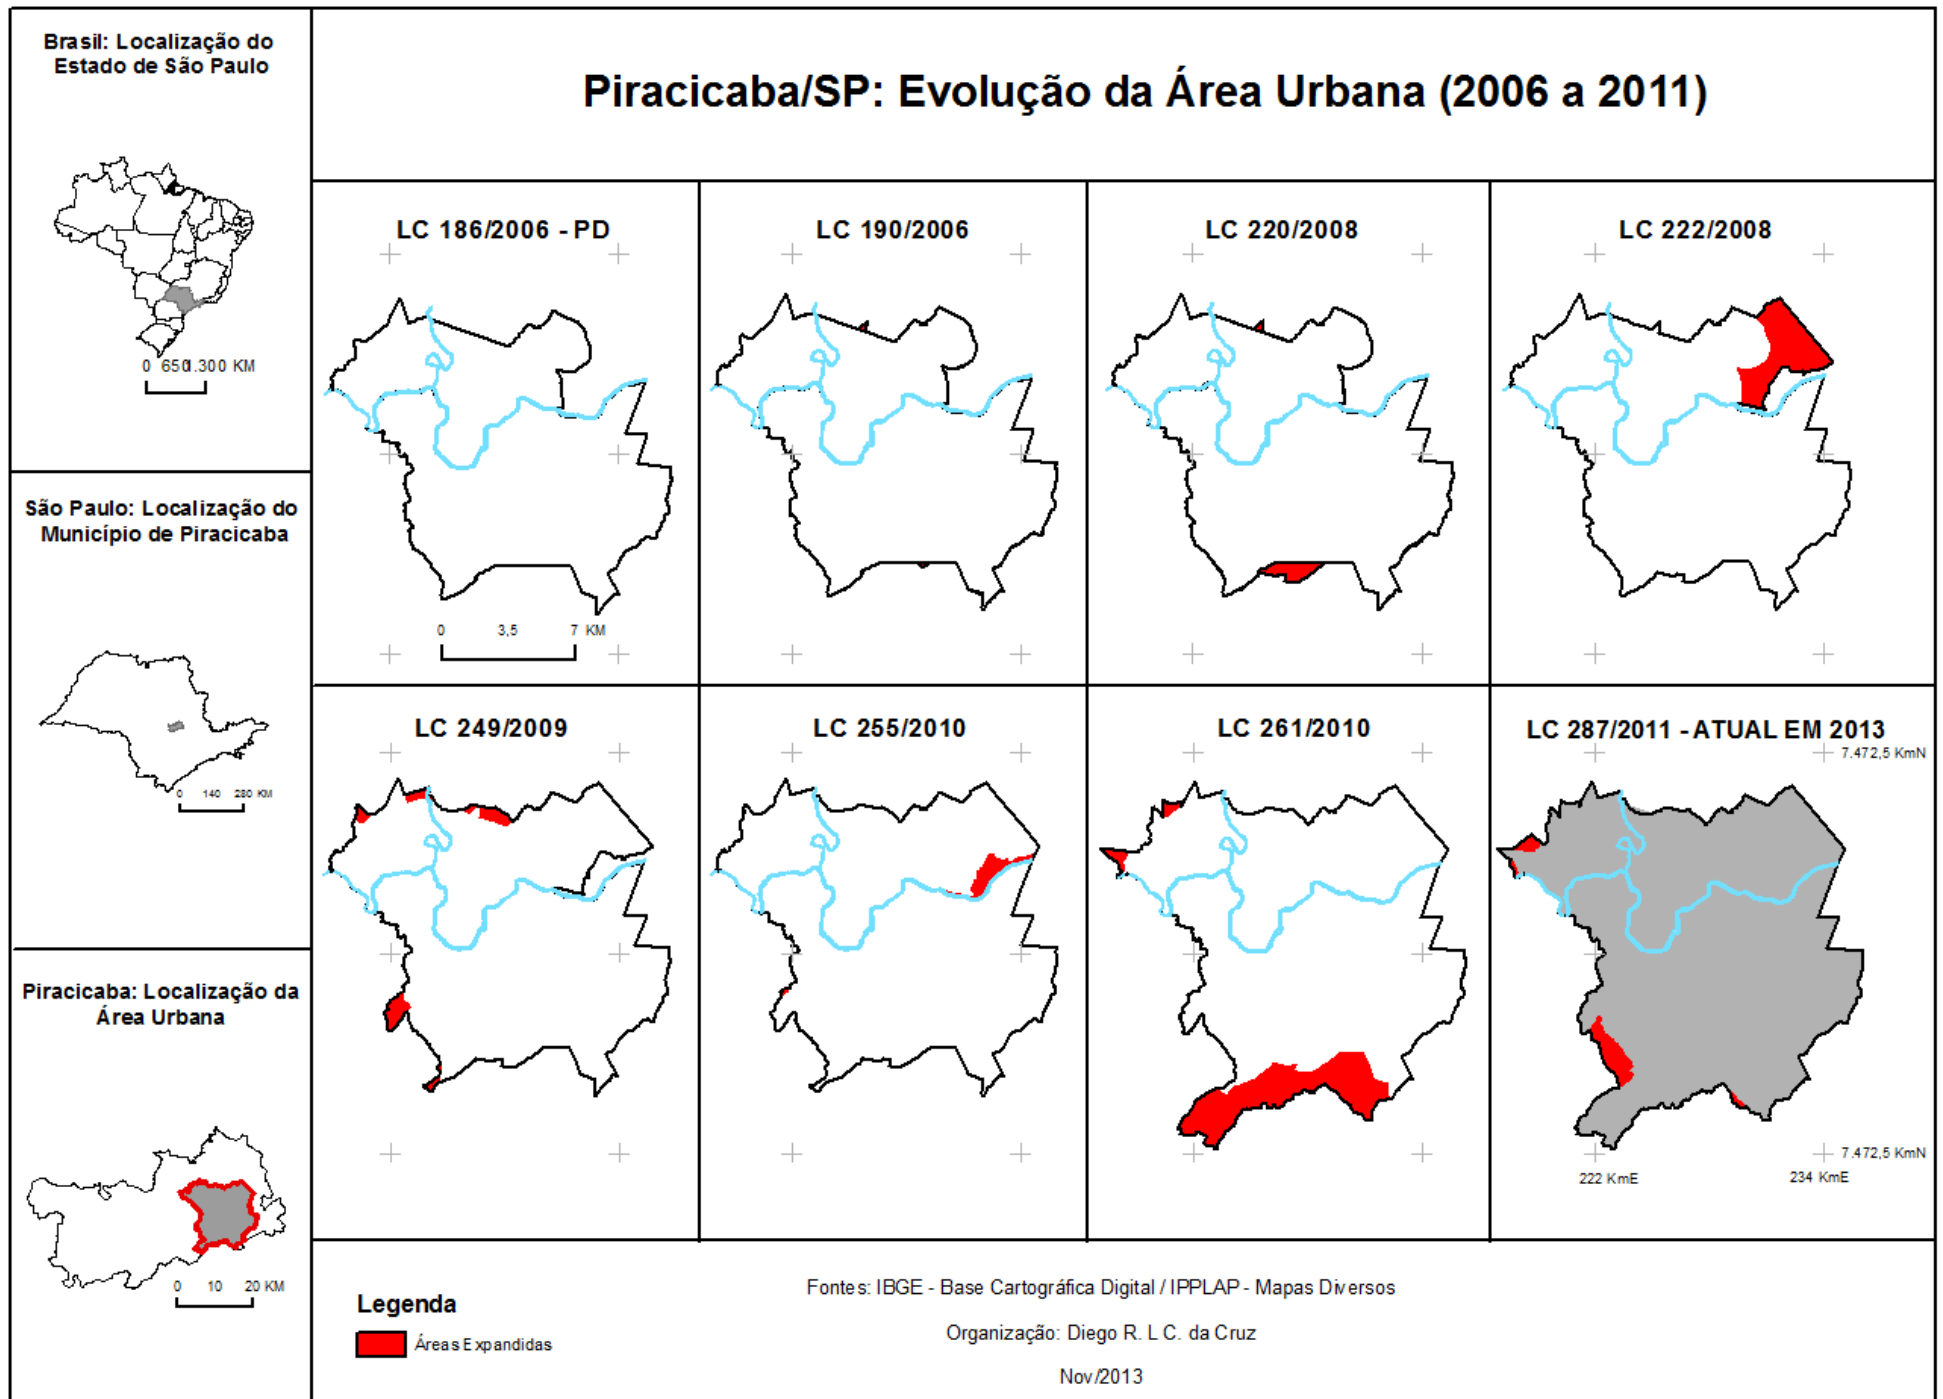 Brasil: Localização do
Estado de São Paulo
0 650 1.300 KM
São Paulo: Localização do
Município de Piracicaba
0 140 280 KM
Piracicaba: Localização da
Área Urbana
0 10 20 KM
Piracicaba/SP: Evolução da Área Urbana (2006 a 2011)
LC 186/2006 - PD
0 3,5 7 KM
LC 190/2006
LC 220/2008
LC 222/2008
LC 249/2009
LC 255/2010
LC 261/2010
LC 287/2011 - ATUAL EM 2013
7.472,5 KmN
7.472,5 KmN
222 KmE 234 KmE
Legenda
Áreas Expandidas
Fontes: IBGE - Base Cartográfica Digital / IPPLAP - Mapas Diversos
Organização: Diego R. L C. da Cruz
Nov/2013